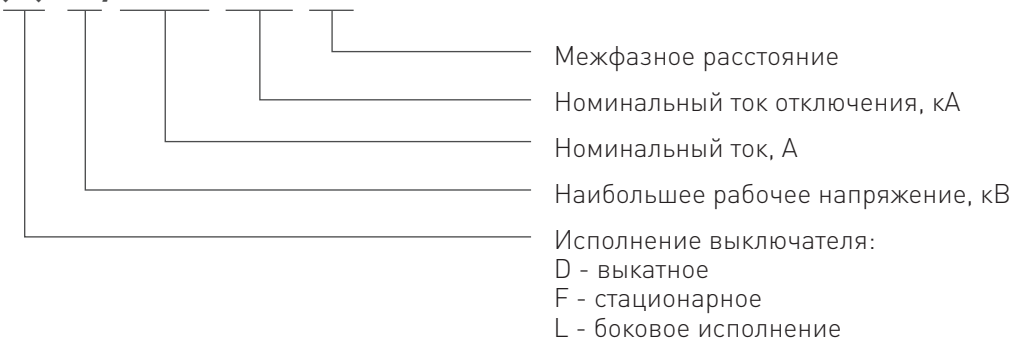 Межфазное расстояние
Номинальный ток отключения, кА
Номинальный ток, А
Наибольшее рабочее напряжение, кВ
Исполнение выключателя:
D - выкатное
F - стационарное
L - боковое исполнение